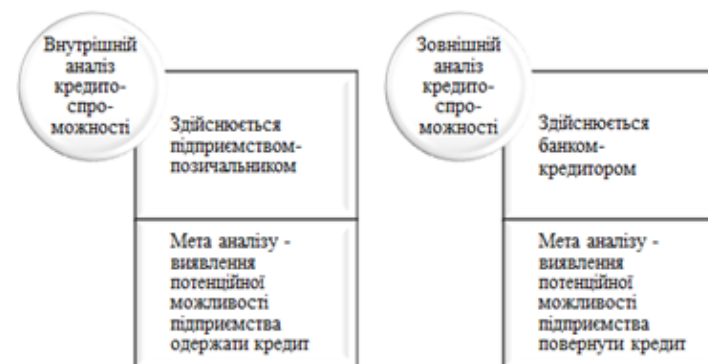 Внутрішній
аналіз
кредито-
спро-
можності
Здійснюється
підприємством-
позичальником
Мета аналізу -
виявлення
потенційної
можливості
підприємства
одержати кредит
Зовнішній
аналіз
кредито-
спро-
можності
Здійснюється
банком-
кредитором
Мета аналізу -
виявлення
потенційної
можливості
підприємства
повернути кредит